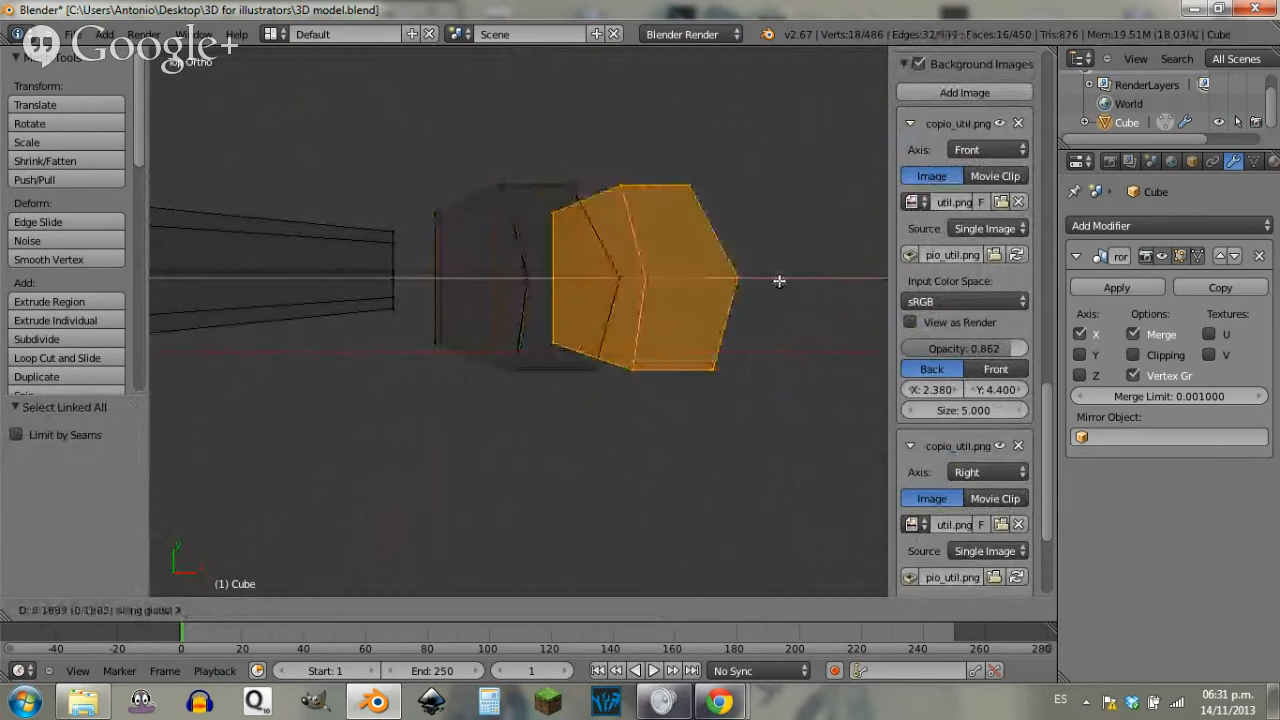 Blender* [C:\Users\Antonio\Desktop\3D for illustrators\3D model.blend]
Google+
File Add Render Window Help
Default
Scene
Blender Render
v2.67 | Verts:18/486 | Edges:32/
Faces:16/450 | Tris:876 | Mem:19.51M (18.03M) | Cube
Top Ortho
Transform:
Translate
Rotate
Scale
Shrink/Fatten
Push/Pull
Deform:
Edge Slide
Noise
Smooth Vertex
Add:
Extrude Region
Extrude Individual
Subdivide
Loop Cut and Slide
Duplicate
Select Linked All
Limit by Seams
(1) Cube
along global X
Background Images
Add Image
copio_util.png
Axis: Front
Image Movie Clip
util.png F
Source Single Image
pio_util.png
Input Color Space:
sRGB
View as Render
Opacity: 0.862
Back Front
X: 2.380 Y: 4.400
Size: 5.000
copio_util.png
Axis: Right
Image Movie Clip
util.png F
Source Single Image
pio_util.png
View Search All Scenes
RenderLayers
World
Cube
Cube
Add Modifier
ror
Apply Copy
Axis: Options: Textures:
X Merge U
Y Clipping V
Z Vertex Gr
Merge Limit: 0.001000
Mirror Object:
-40 -20 0 20 40 60 80 100 120 140 160 180 200 220 240 260 280
View Marker Frame Playback Start: 1 End: 250 1 No Sync
ES 06:31 p.m.
14/11/2013